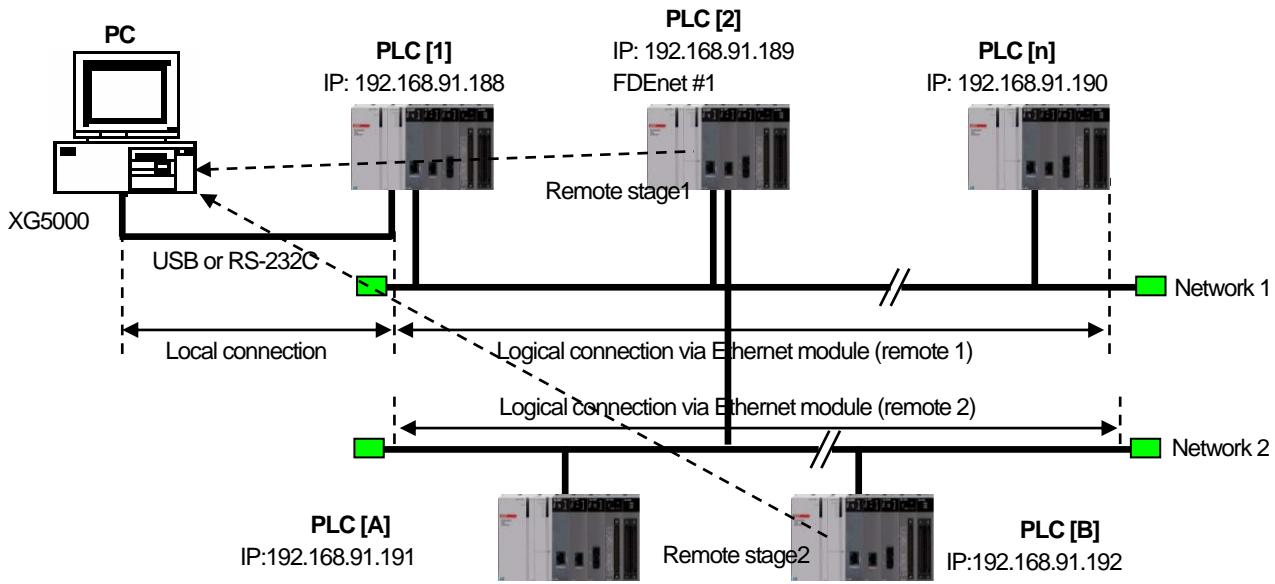 PC
PLC [1]
IP: 192.168.91.188
PLC [2]
IP: 192.168.91.189
FDEnet #1
PLC [n]
IP: 192.168.91.190
Remote stage1
XG5000
USB or RS-232C
Network 1
Local connection
Logical connection via Ethernet module (remote 1)
Logical connection via Ethernet module (remote 2)
Network 2
PLC [A]
IP:192.168.91.191
Remote stage2
PLC [B]
IP:192.168.91.192